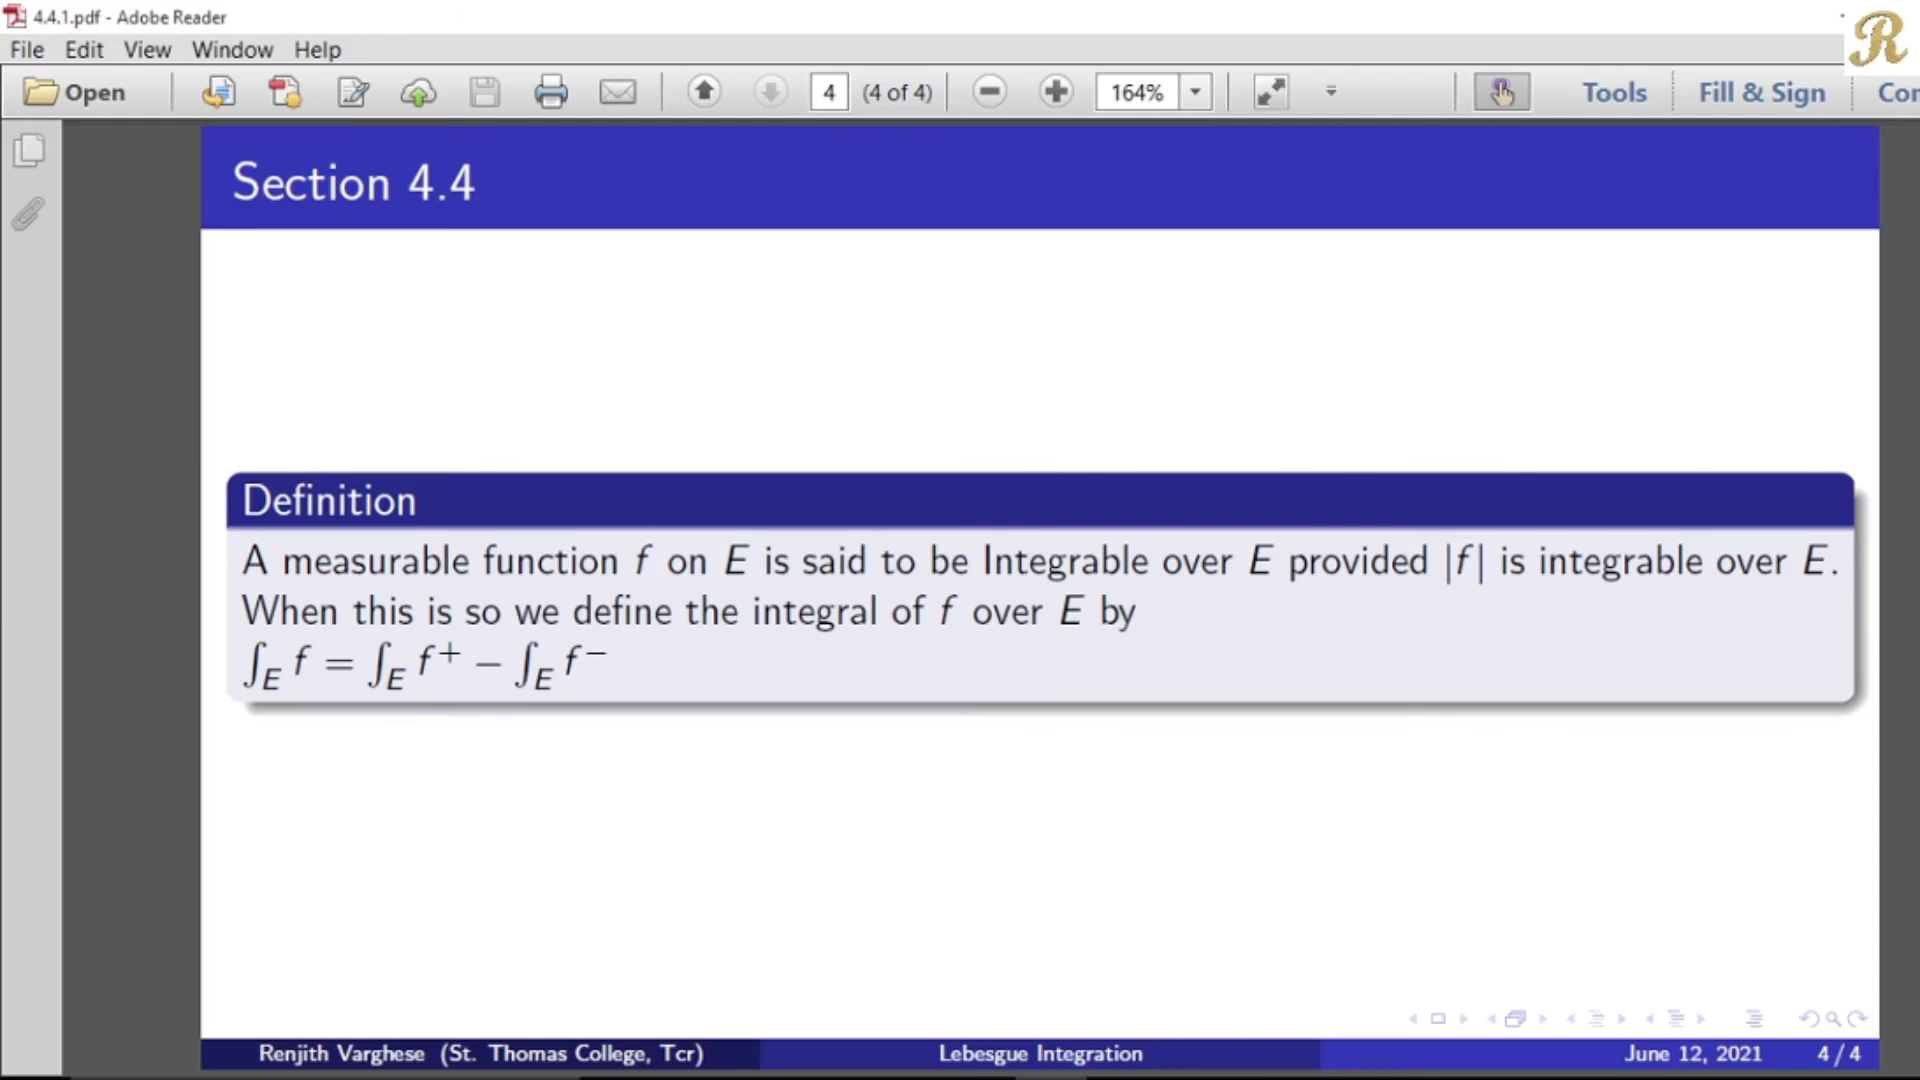 4.4.1.pdf - Adobe Reader
File Edit View Window Help
R
Open 4 (4 of 4) 164% Tools Fill & Sign
Section 4.4
Definition
A measurable function f on E is said to be Integrable over E provided |f| is integrable over E.
When this is so we define the integral of f over E by
∫_E f = ∫_E f⁺ − ∫_E f⁻
Renjith Varghese (St. Thomas College, Tcr) Lebesgue Integration June 12, 2021 4 / 4